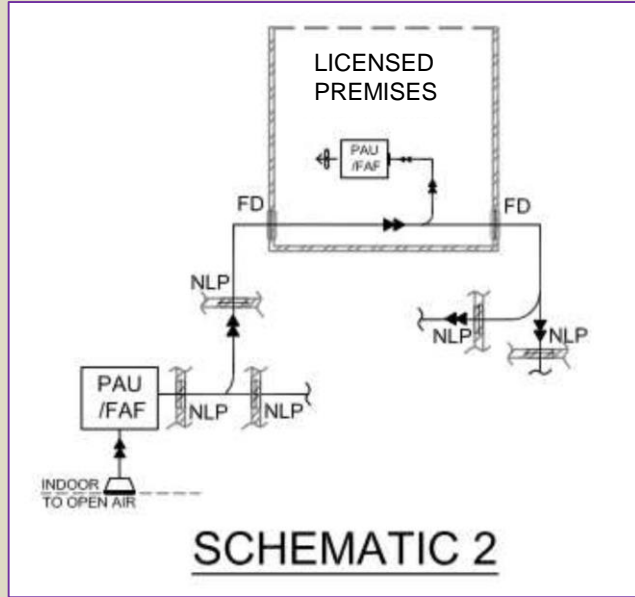 LICENSED
PREMISES
PAU
/FAF
FD
FD
NLP
NLP
NLP
PAU
/FAF
NLP
NLP
INDOOR
TO OPEN AIR
SCHEMATIC 2